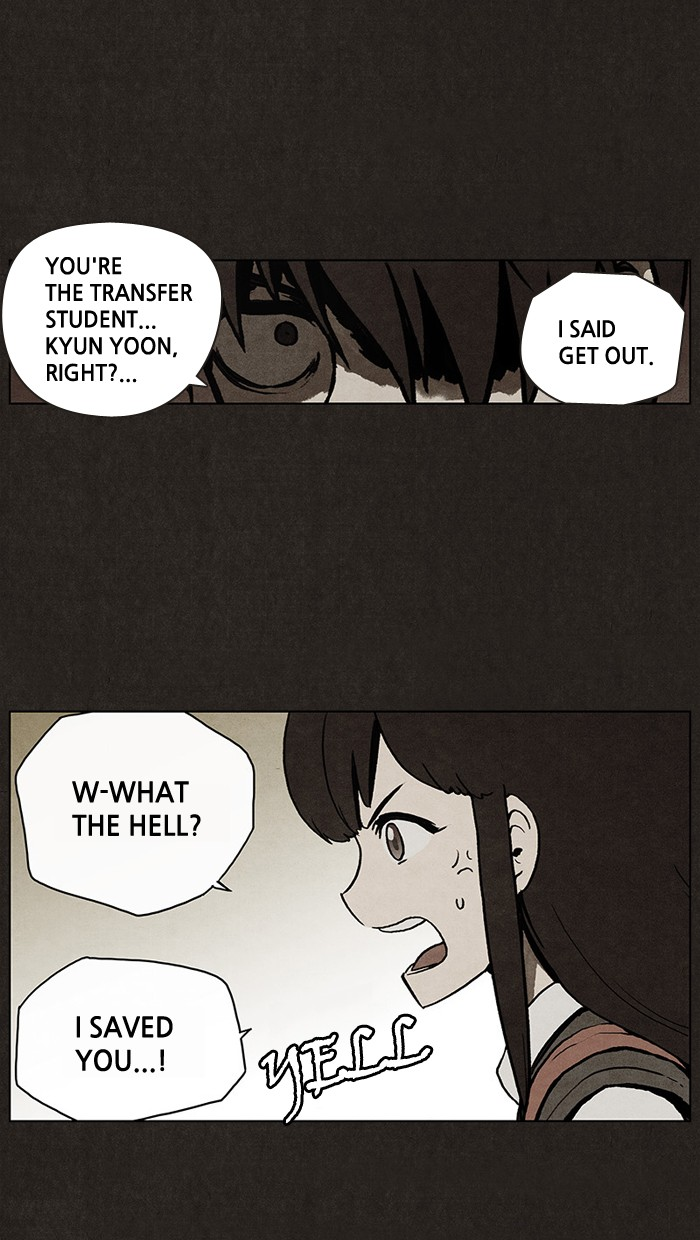 YOU'RE
THE TRANSFER
STUDENT...
KYUN YOON,
RIGHT?...
I SAID
GET OUT.
W-WHAT
THE HELL?
I SAVED
YOU...!
YELL